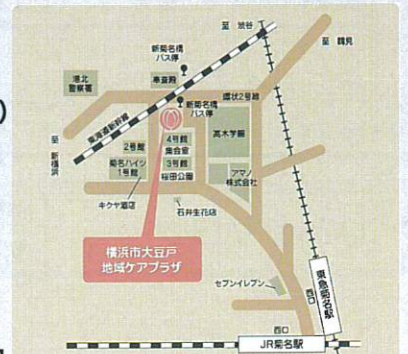 至 渋谷
至 鶴見
新菊名橋
バス停
港北
警察署
奉斎殿
環状2号線
新菊名橋
バス停
東海道新幹線
高木学園
4号館
集会室
2号館
至 新横浜
菊名ハイツ
1号館
3号館
桜田公園
アマノ
株式会社
キクヤ酒店
石井生花店
横浜市大豆戸
地域ケアプラザ
セブンイレブン
西口
東急菊名駅
西口
JR菊名駅